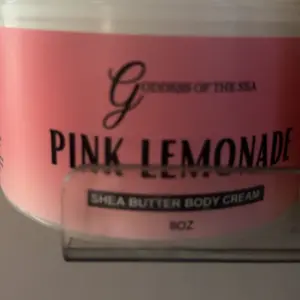 GODDESS OF THE SEA
PINK LEMONADE
SHEA BUTTER BODY CREAM
8OZ